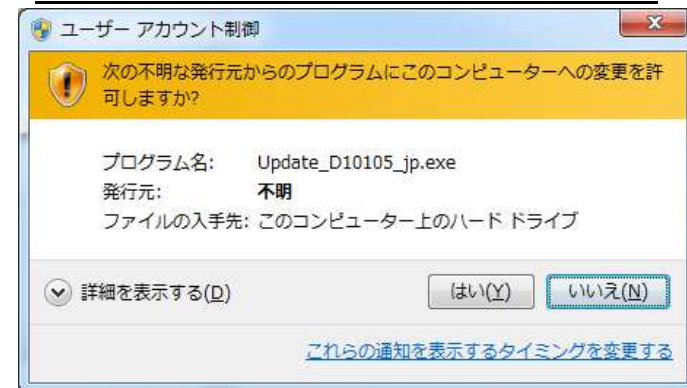 ユーザー アカウント制御
次の不明な発行元からのプログラムにこのコンピューターへの変更を許
可しますか?
プログラム名: Update_D10105_jp.exe
発行元: 不明
ファイルの入手先: このコンピューター上のハード ドライブ
詳細を表示する(D)
はい(Y) いいえ(N)
これらの通知を表示するタイミングを変更する